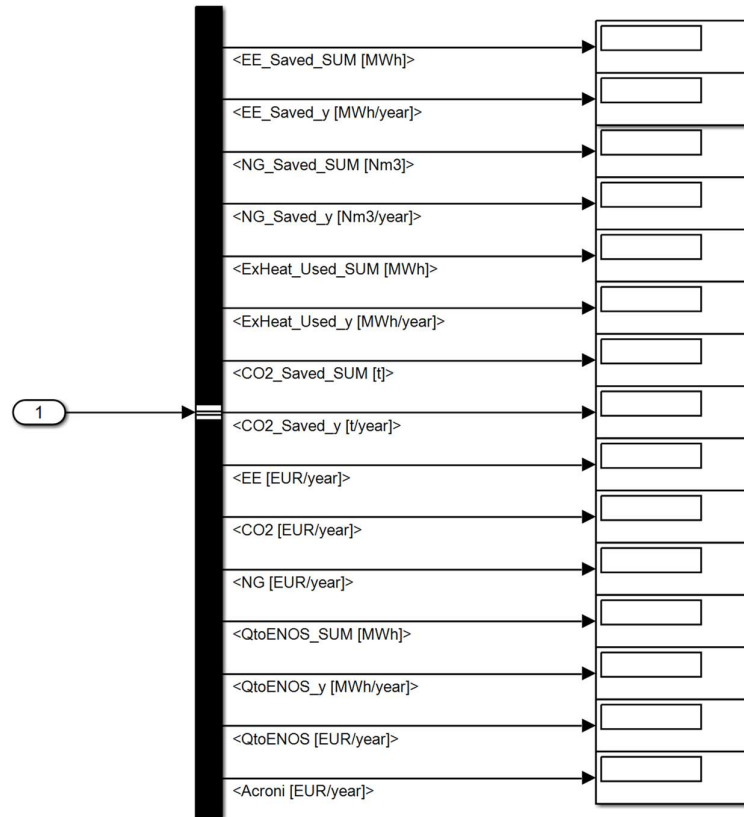 <EE_Saved_SUM [MWh]>
<EE_Saved_y [MWh/year]>
<NG_Saved_SUM [Nm3]>
<NG_Saved_y [Nm3/year]>
<ExHeat_Used_SUM [MWh]>
<ExHeat_Used_y [MWh/year]>
<CO2_Saved_SUM [t]>
1
<CO2_Saved_y [t/year]>
<EE [EUR/year]>
<CO2 [EUR/year]>
<NG [EUR/year]>
<QtoENOS_SUM [MWh]>
<QtoENOS_y [MWh/year]>
<QtoENOS [EUR/year]>
<Acroni [EUR/year]>